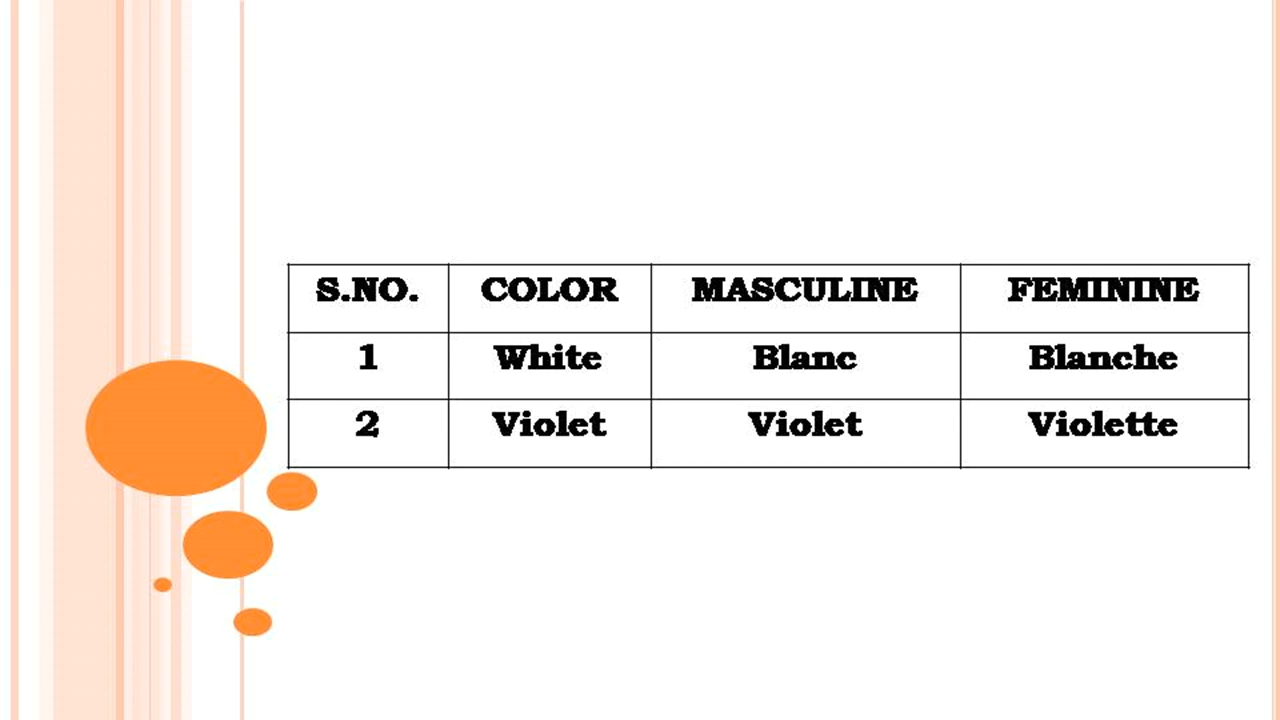 S.NO. COLOR MASCULINE FEMININE
1 White Blanc Blanche
2 Violet Violet Violette